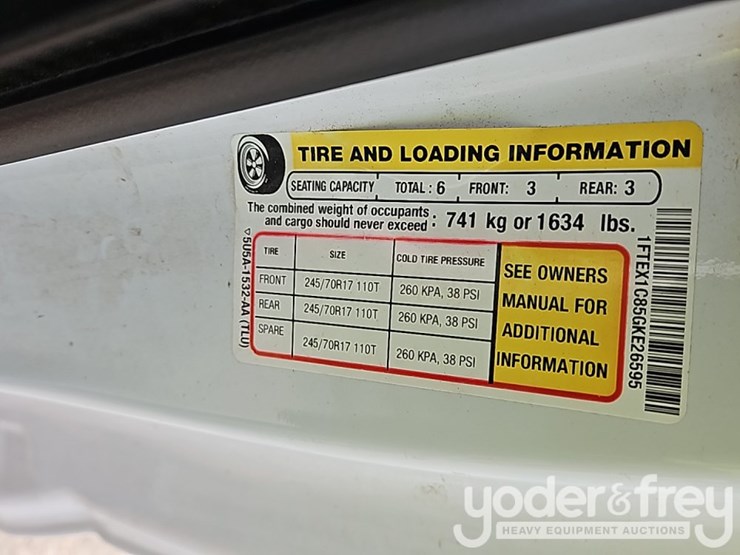 TIRE AND LOADING INFORMATION
SEATING CAPACITY TOTAL : 6 FRONT: 3 REAR: 3
The combined weight of occupants
and cargo should never exceed : 741 kg or 1634 lbs.
TIRE SIZE COLD TIRE PRESSURE
FRONT 245/70R17 110T 260 KPA, 38 PSI
REAR 245/70R17 110T 260 KPA, 38 PSI
SPARE 245/70R17 110T 260 KPA, 38 PSI
SEE OWNERS
MANUAL FOR
ADDITIONAL
INFORMATION
5U5A-1532-AA (TLU)
1FTEX1C85GKE26595
yoder&frey
HEAVY EQUIPMENT AUCTIONS